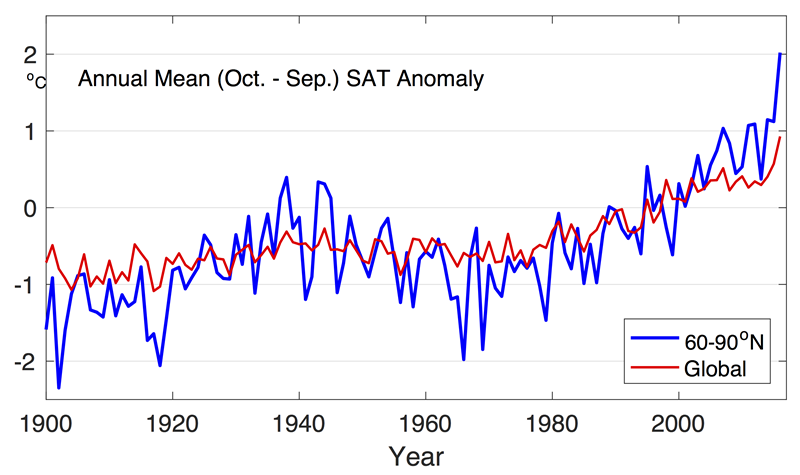 2
°C
Annual Mean (Oct. - Sep.) SAT Anomaly
1
0
-1
-2
60-90°N
Global
1900
1920
1940
1960
1980
2000
Year